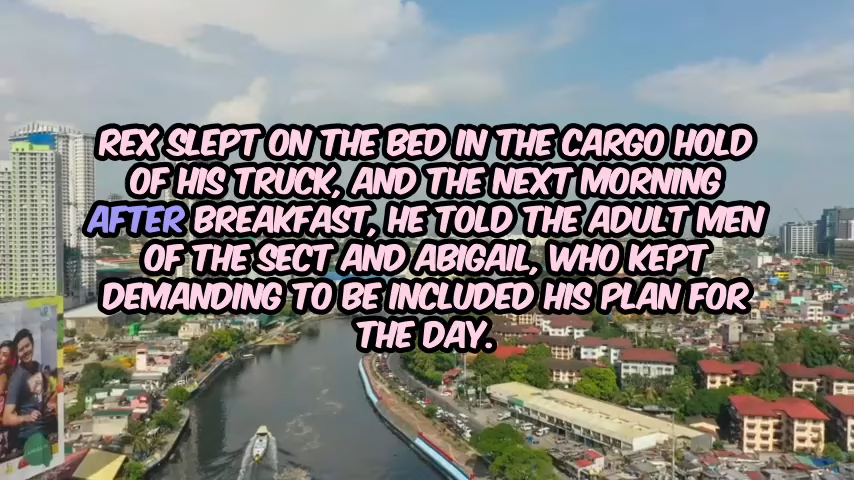 REX SLEPT ON THE BED IN THE CARGO HOLD
OF HIS TRUCK, AND THE NEXT MORNING
AFTER BREAKFAST, HE TOLD THE ADULT MEN
OF THE SECT AND ABIGAIL, WHO KEPT
DEMANDING TO BE INCLUDED HIS PLAN FOR
THE DAY.